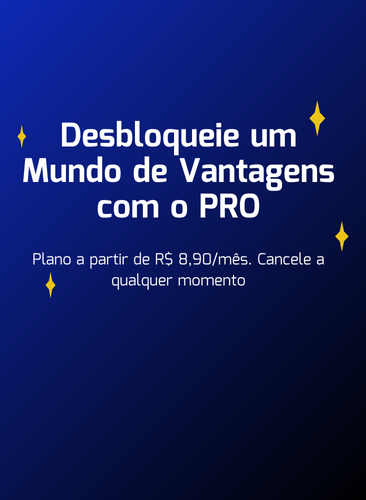 Desbloqueie um
Mundo de Vantagens
com o PRO
Plano a partir de R$ 8,90/mês. Cancele a
qualquer momento